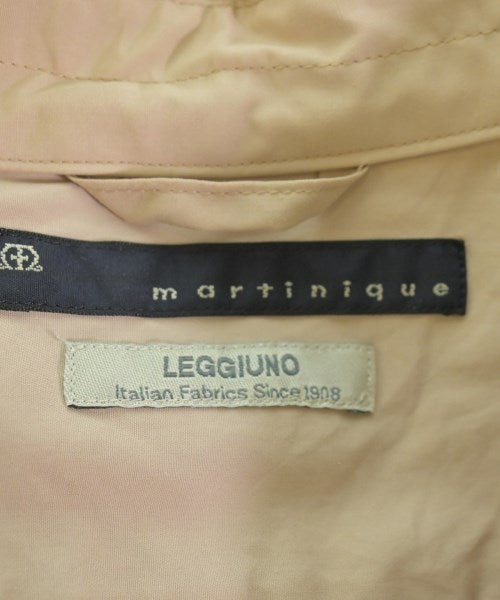 martinique
LEGGIUNO
Italian Fabrics Since 1908